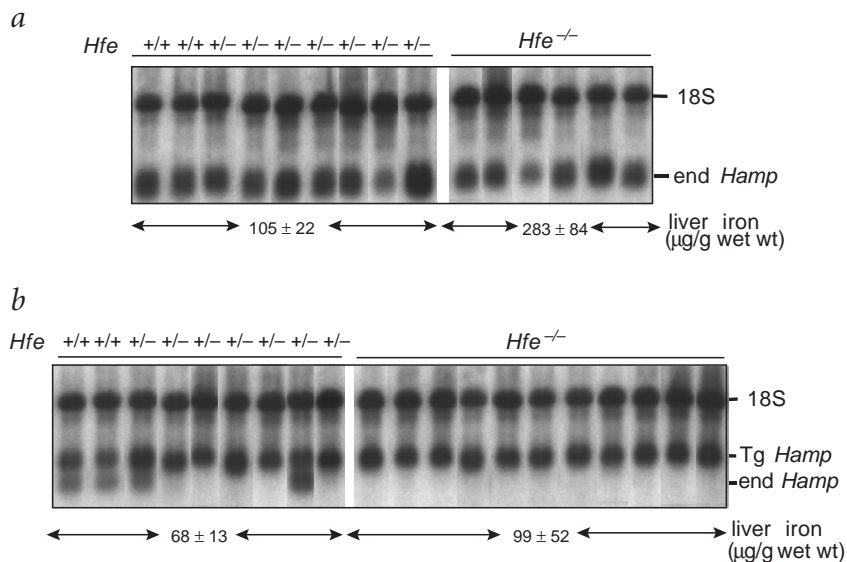 a
Hfe +/+ +/+ +/– +/– +/– +/– +/– +/– +/– Hfe –/–
18S
end Hamp
105 ± 22 283 ± 84 liver iron
(µg/g wet wt)
b
Hfe +/+ +/+ +/– +/– +/– +/– +/– +/– +/– Hfe –/–
18S
Tg Hamp
end Hamp
68 ± 13 99 ± 52 liver iron
(µg/g wet wt)